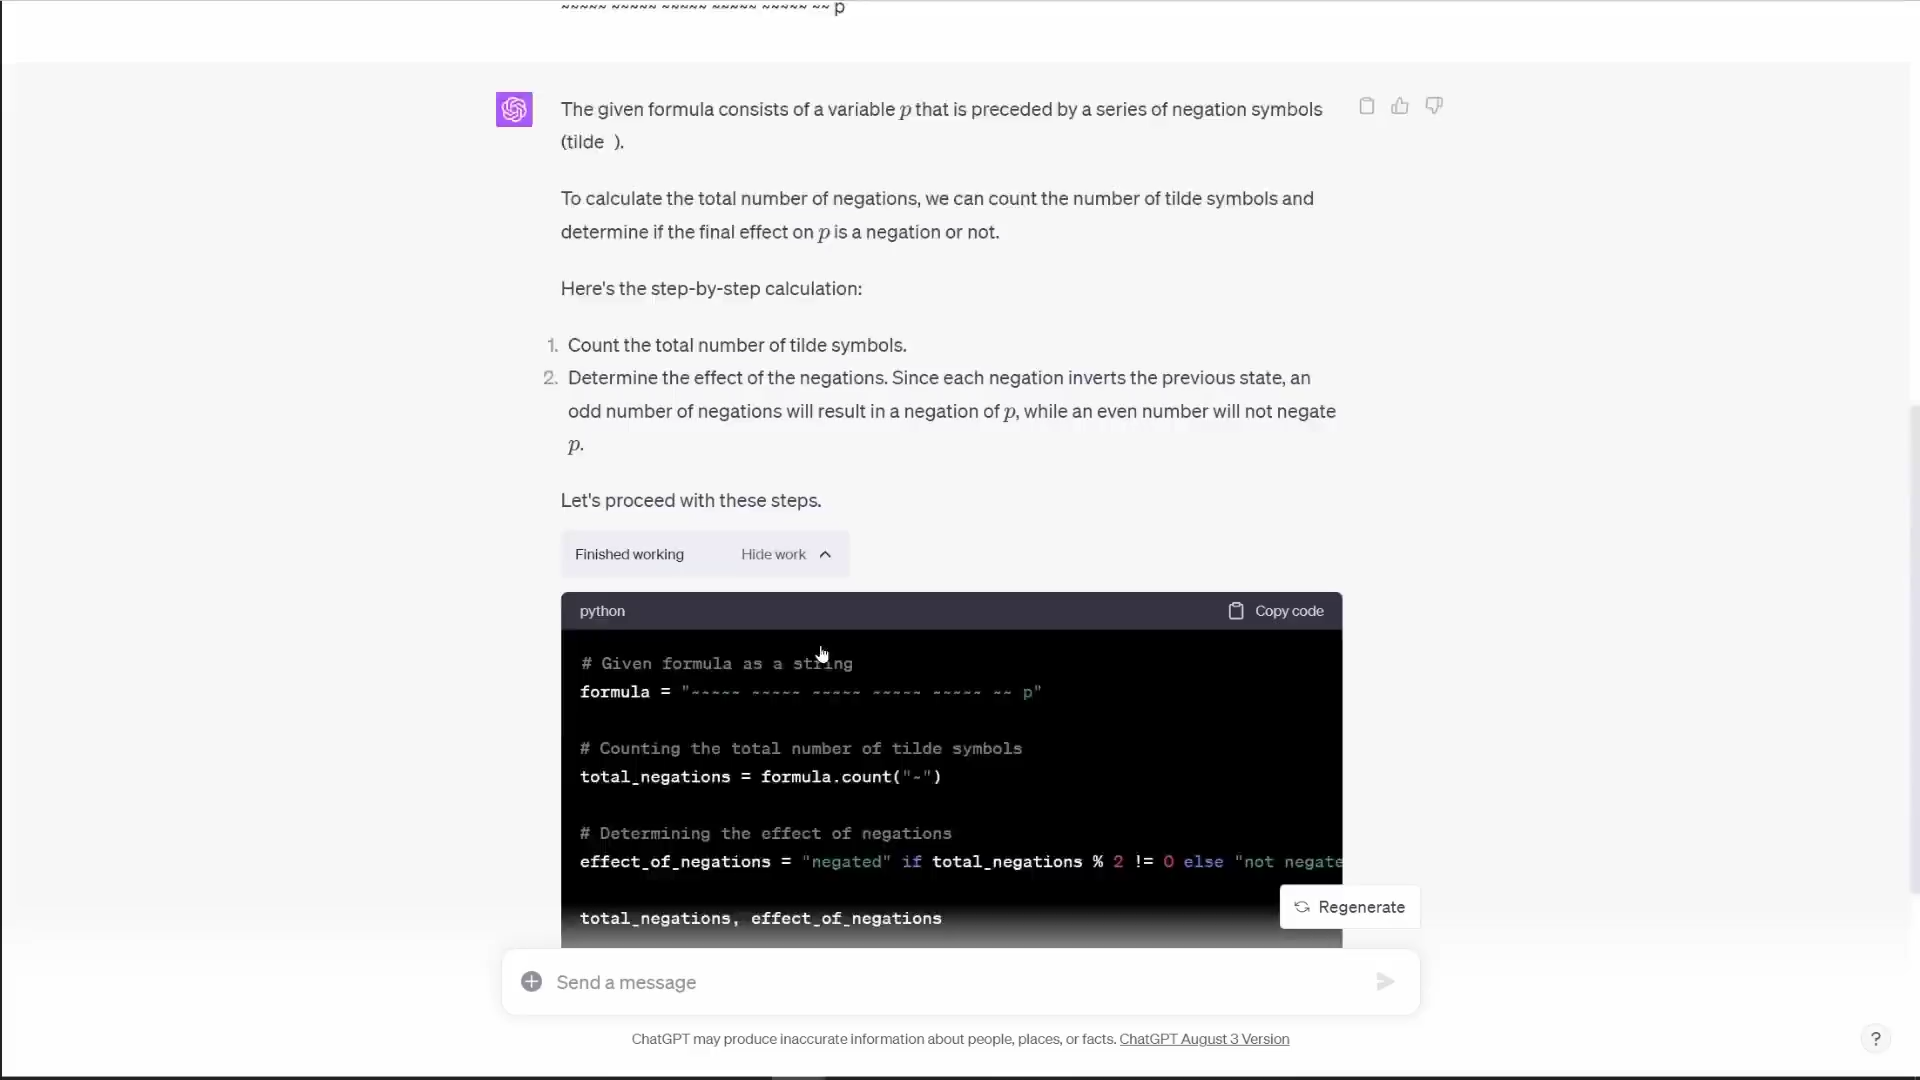 ~~~~~ ~~~~~ ~~~~~ ~~~~~ ~~~~~ ~~ p
The given formula consists of a variable p that is preceded by a series of negation symbols
(tilde ).
To calculate the total number of negations, we can count the number of tilde symbols and
determine if the final effect on p is a negation or not.
Here's the step-by-step calculation:
1. Count the total number of tilde symbols.
2. Determine the effect of the negations. Since each negation inverts the previous state, an
odd number of negations will result in a negation of p, while an even number will not negate
p.
Let's proceed with these steps.
Finished working Hide work
python Copy code
# Given formula as a string
formula = "~~~~~ ~~~~~ ~~~~~ ~~~~~ ~~~~~ ~~ p"
# Counting the total number of tilde symbols
total_negations = formula.count("~")
# Determining the effect of negations
effect_of_negations = "negated" if total_negations % 2 != 0 else "not negate
total_negations, effect_of_negations
Regenerate
Send a message
ChatGPT may produce inaccurate information about people, places, or facts. ChatGPT August 3 Version
?